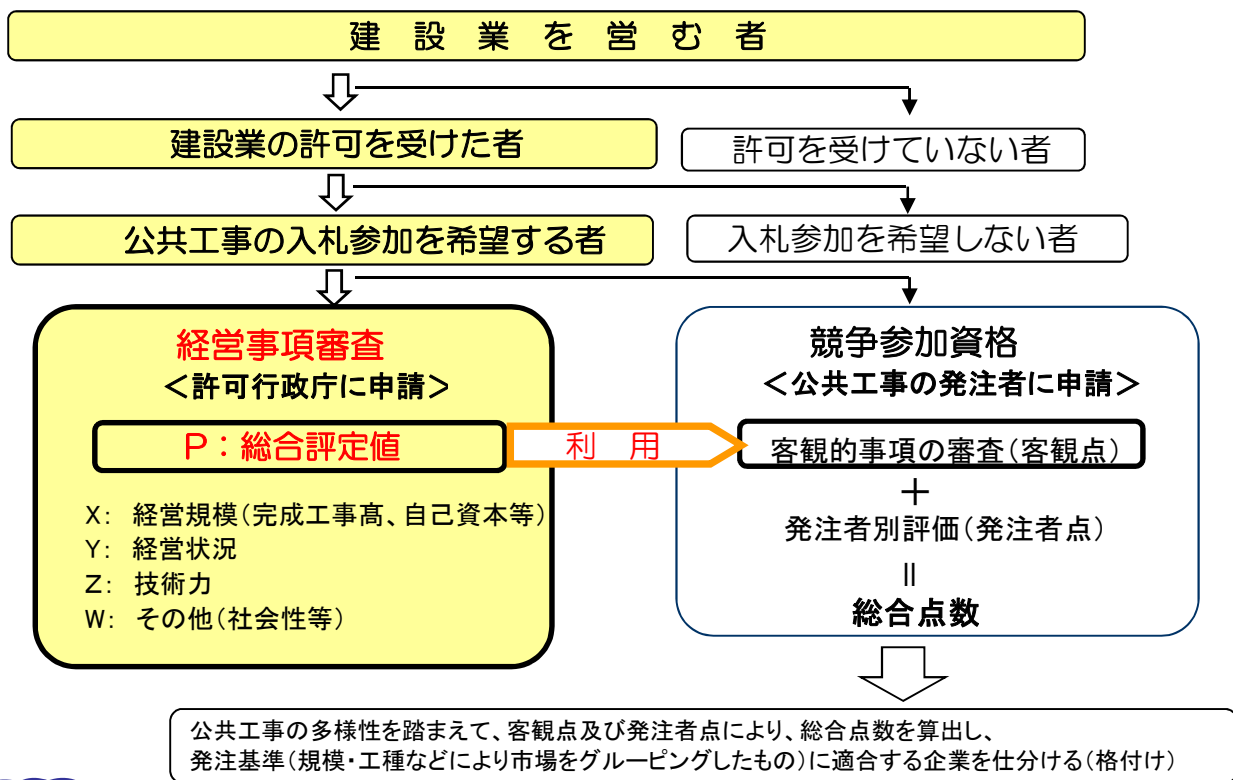 建設業を営む者
建設業の許可を受けた者
許可を受けていない者
公共工事の入札参加を希望する者
入札参加を希望しない者
経営事項審査
＜許可行政庁に申請＞
P：総合評定値
利用
X： 経営規模（完成工事高、自己資本等）
Y： 経営状況
Z： 技術力
W： その他（社会性等）
競争参加資格
＜公共工事の発注者に申請＞
客観的事項の審査（客観点）
＋
発注者別評価（発注者点）
＝
総合点数
公共工事の多様性を踏まえて、客観点及び発注者点により、総合点数を算出し、
発注基準（規模・工種などにより市場をグルーピングしたもの）に適合する企業を仕分ける（格付け）